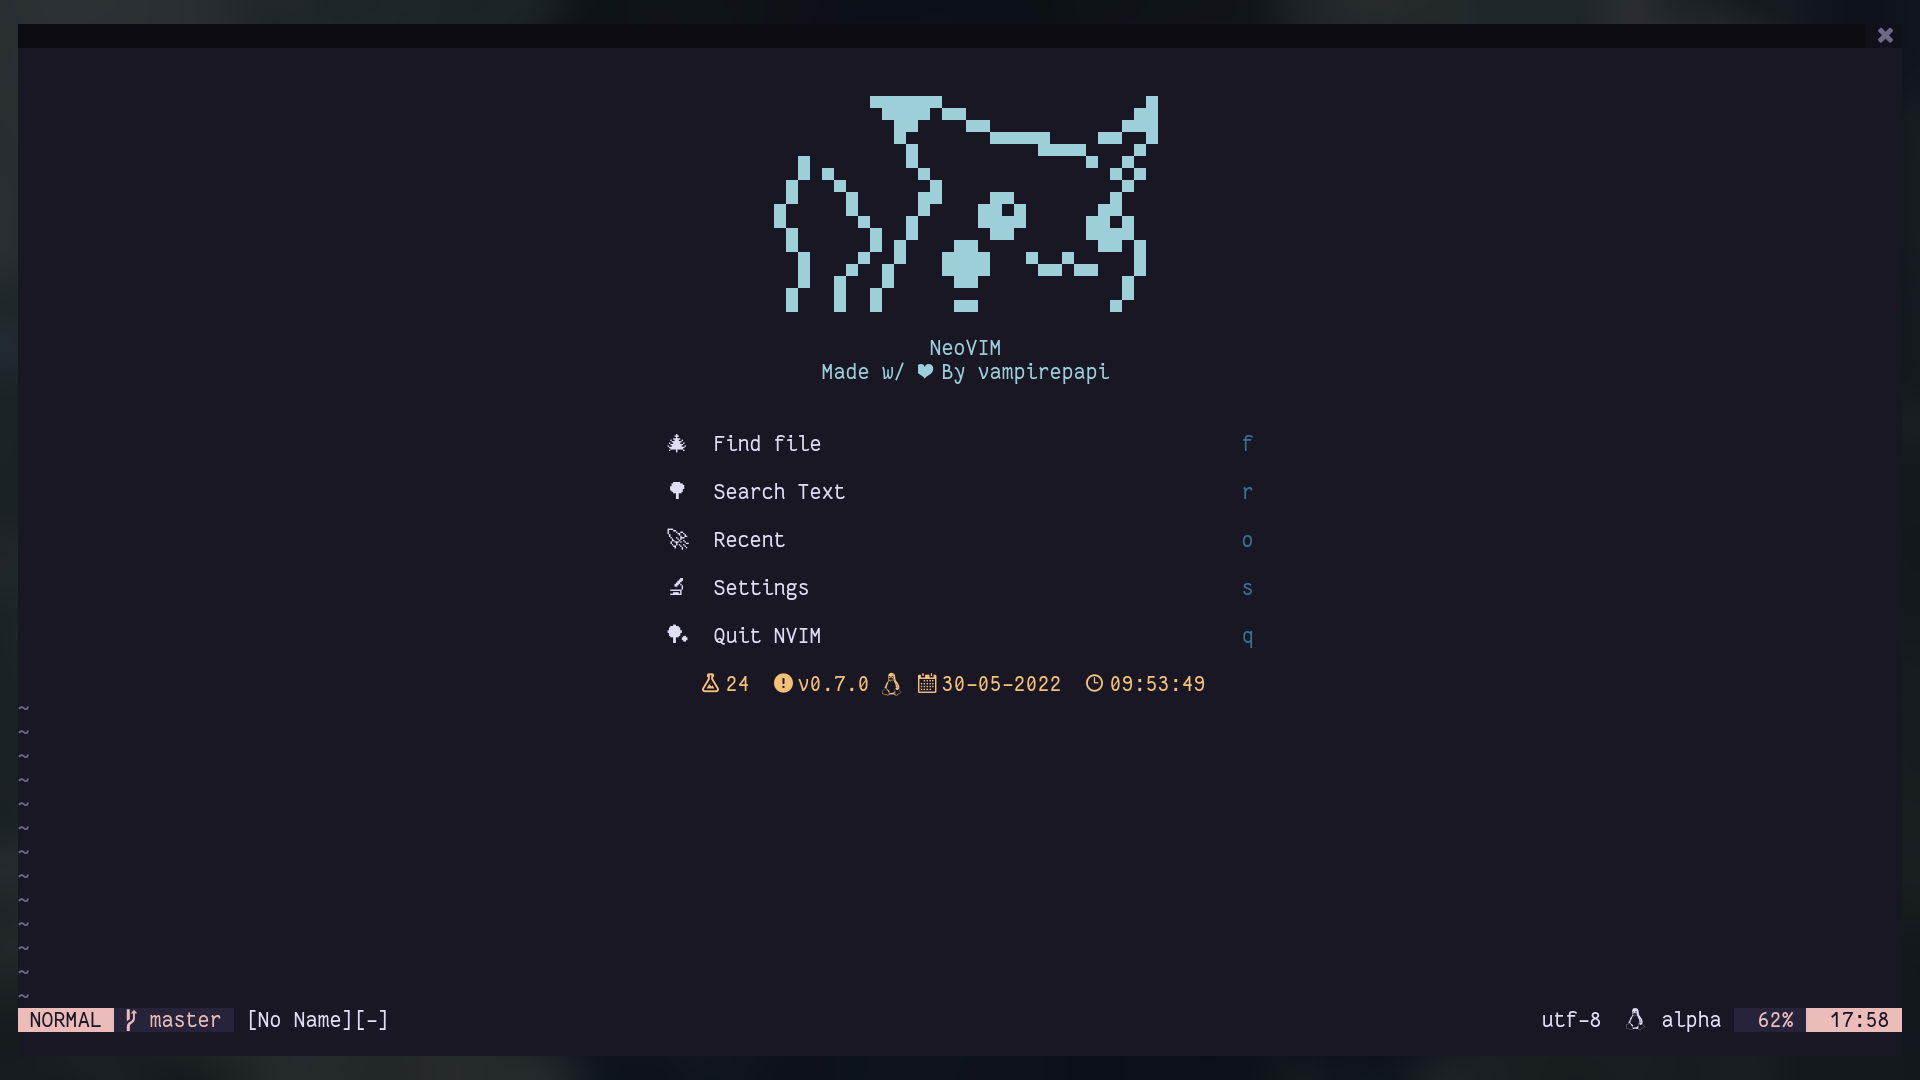 NeoVIM
Made w/ ❤ By vampirepapi
Find file f
Search Text r
Recent o
Settings s
Quit NVIM q
24 v0.7.0 30-05-2022 09:53:49
~
~
~
~
~
~
~
~
~
~
~
~
~
NORMAL master [No Name][-] utf-8 alpha 62% 17:58